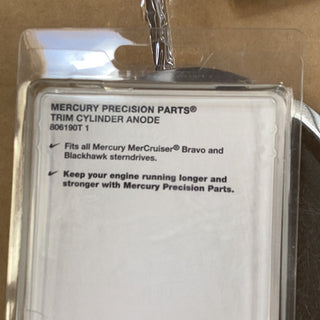 MERCURY PRECISION PARTS®
TRIM CYLINDER ANODE
806190T 1
✓ Fits all Mercury MerCruiser® Bravo and
Blackhawk sterndrives.
✓ Keep your engine running longer and
stronger with Mercury Precision Parts.